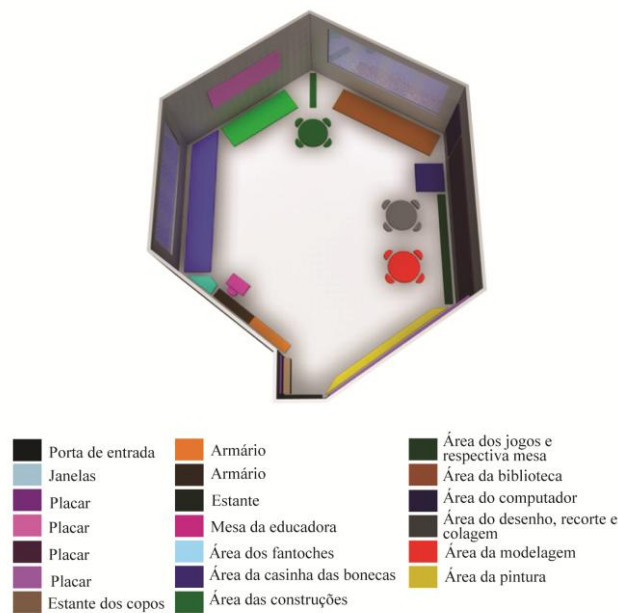 Porta de entrada
Janelas
Placar
Placar
Placar
Placar
Estante dos copos
Armário
Armário
Estante
Mesa da educadora
Área dos fantoches
Área da casinha das bonecas
Área das construções
Área dos jogos e
respectiva mesa
Área da biblioteca
Área do computador
Área do desenho, recorte e
colagem
Área da modelagem
Área da pintura